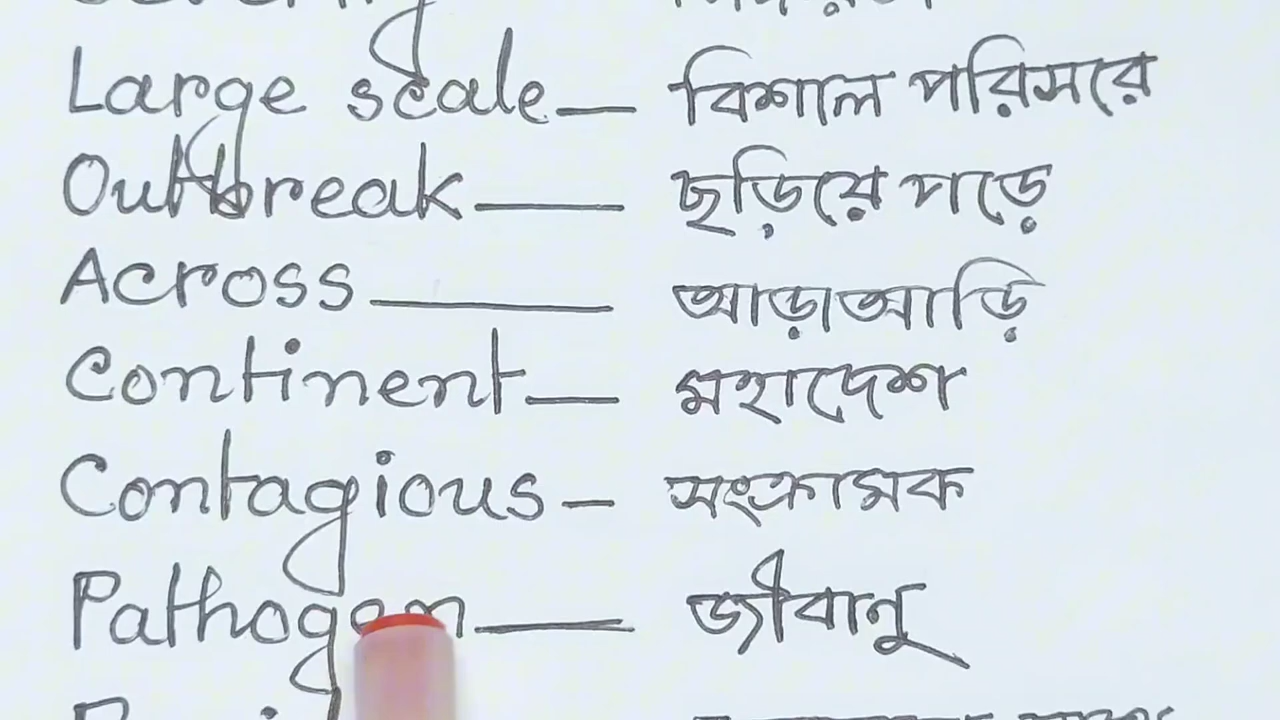 Large scale— বিশাল পরিসরে
Outbreak— ছড়িয়ে পড়ে
Across— আড়াআড়ি
Continent— মহাদেশ
Contagious– সংক্রামক
Pathogen— জীবানু